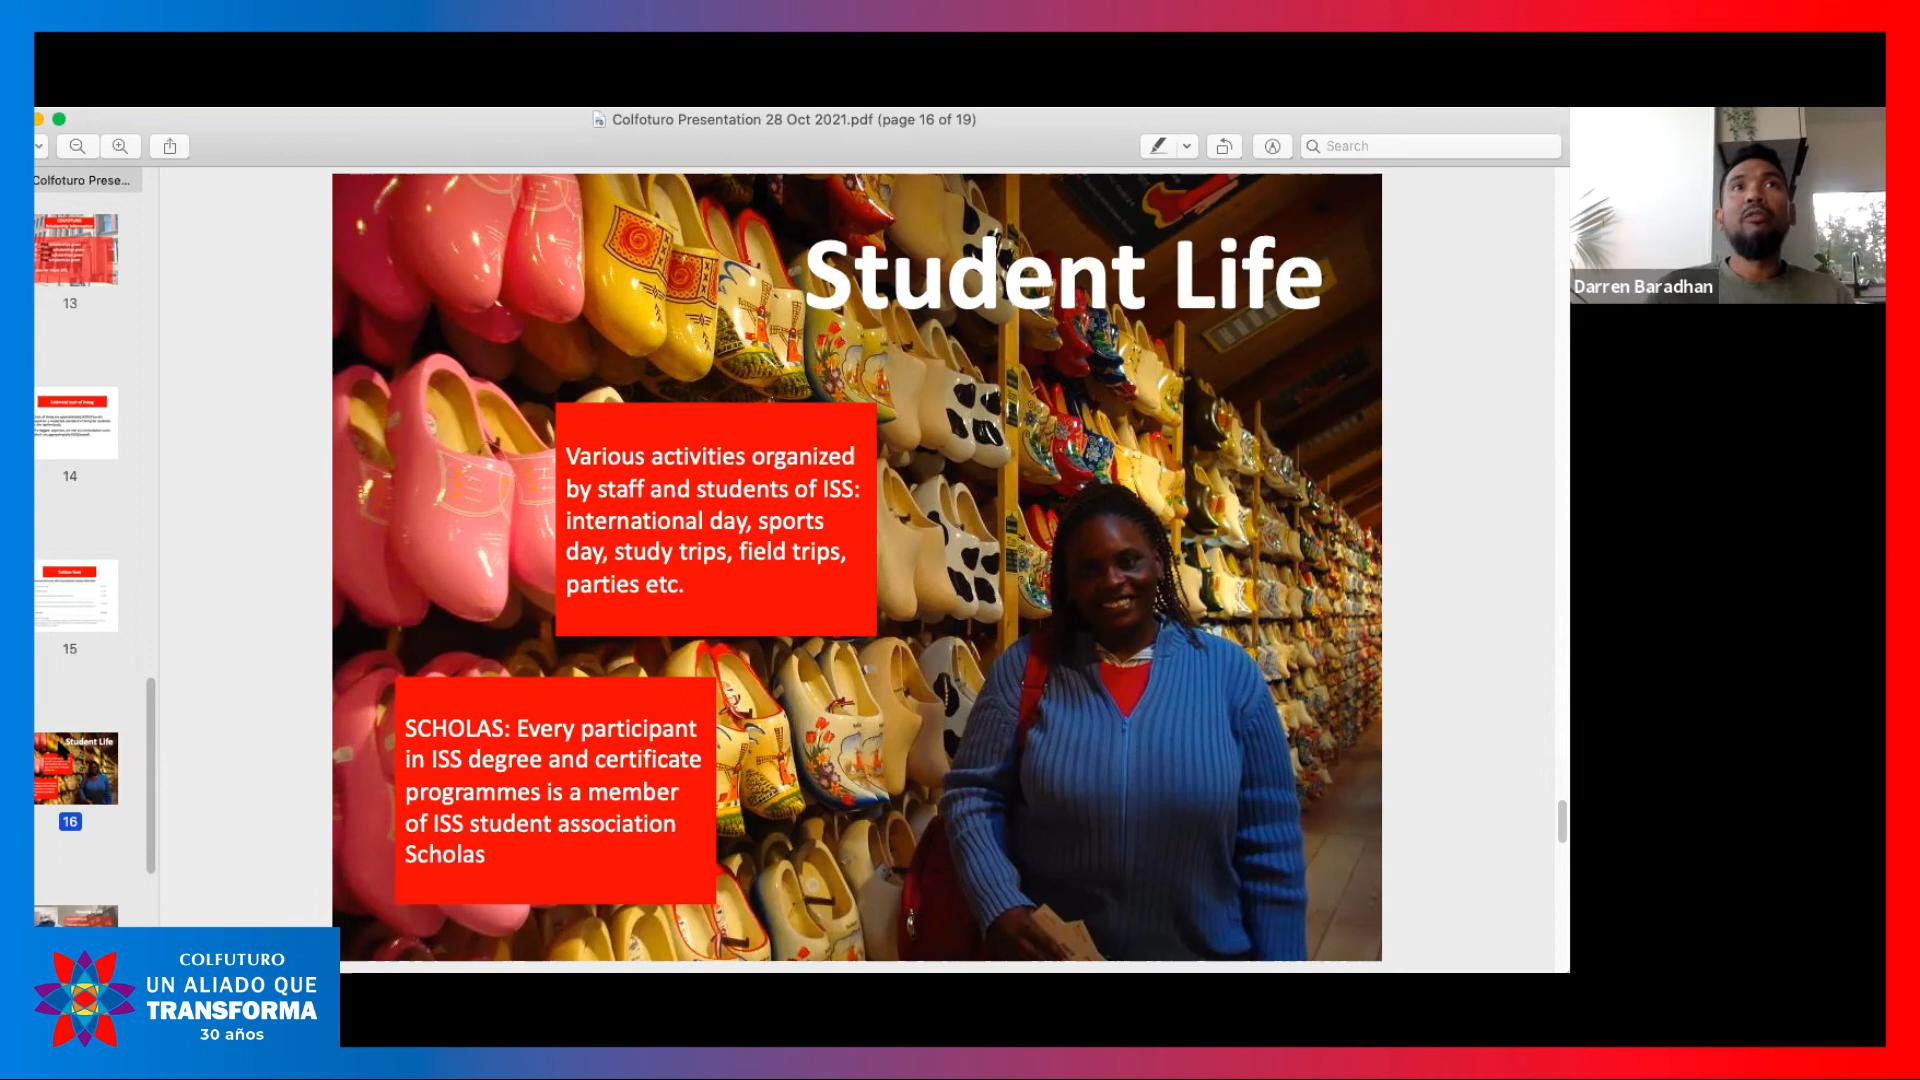 Colfoturo Presentation 28 Oct 2021.pdf (page 16 of 19)
Search
Colfoturo Prese...
13
14
15
Student Life
16
Student Life
Various activities organized
by staff and students of ISS:
international day, sports
day, study trips, field trips,
parties etc.
SCHOLAS: Every participant
in ISS degree and certificate
programmes is a member
of ISS student association
Scholas
Darren Baradhan
COLFUTURO
UN ALIADO QUE
TRANSFORMA
30 años